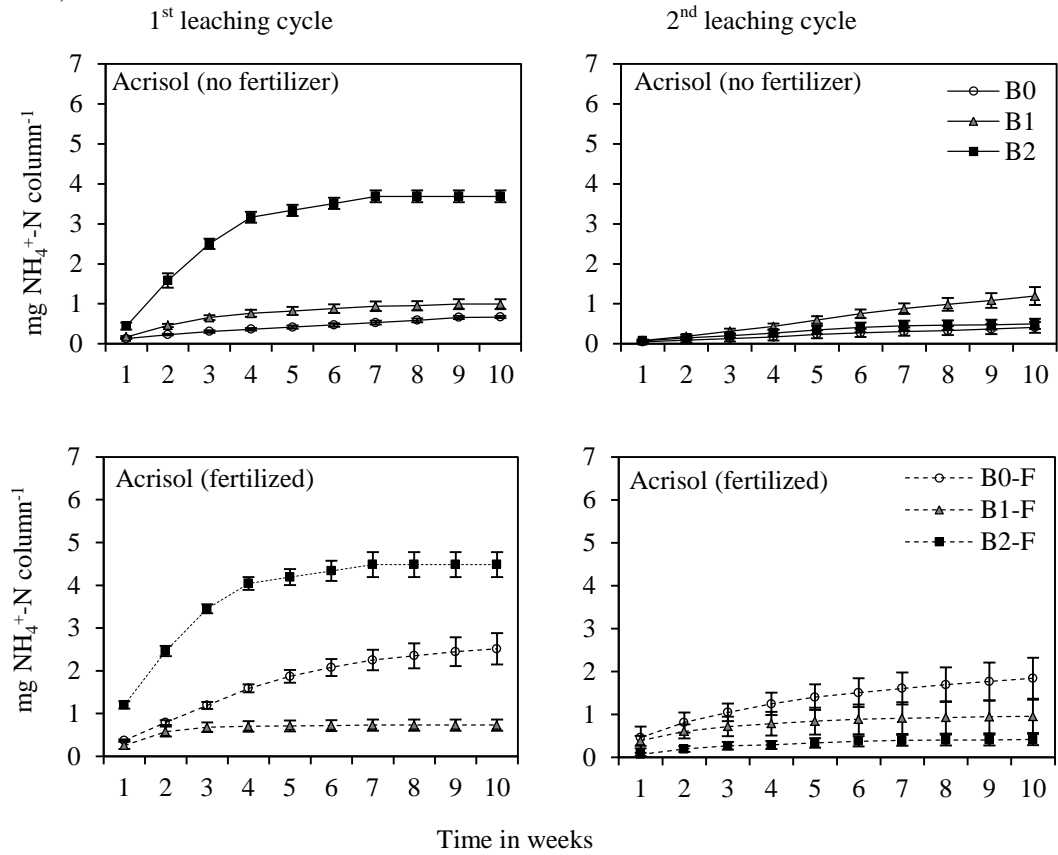 1st leaching cycle
2nd leaching cycle
mg NH4+-N column-1
7
6
5
4
3
2
1
0
Acrisol (no fertilizer)
1 2 3 4 5 6 7 8 9 10
7
6
5
4
3
2
1
0
Acrisol (no fertilizer)
B0
B1
B2
1 2 3 4 5 6 7 8 9 10
mg NH4+-N column-1
7
6
5
4
3
2
1
0
Acrisol (fertilized)
1 2 3 4 5 6 7 8 9 10
7
6
5
4
3
2
1
0
Acrisol (fertilized)
B0-F
B1-F
B2-F
1 2 3 4 5 6 7 8 9 10
Time in weeks